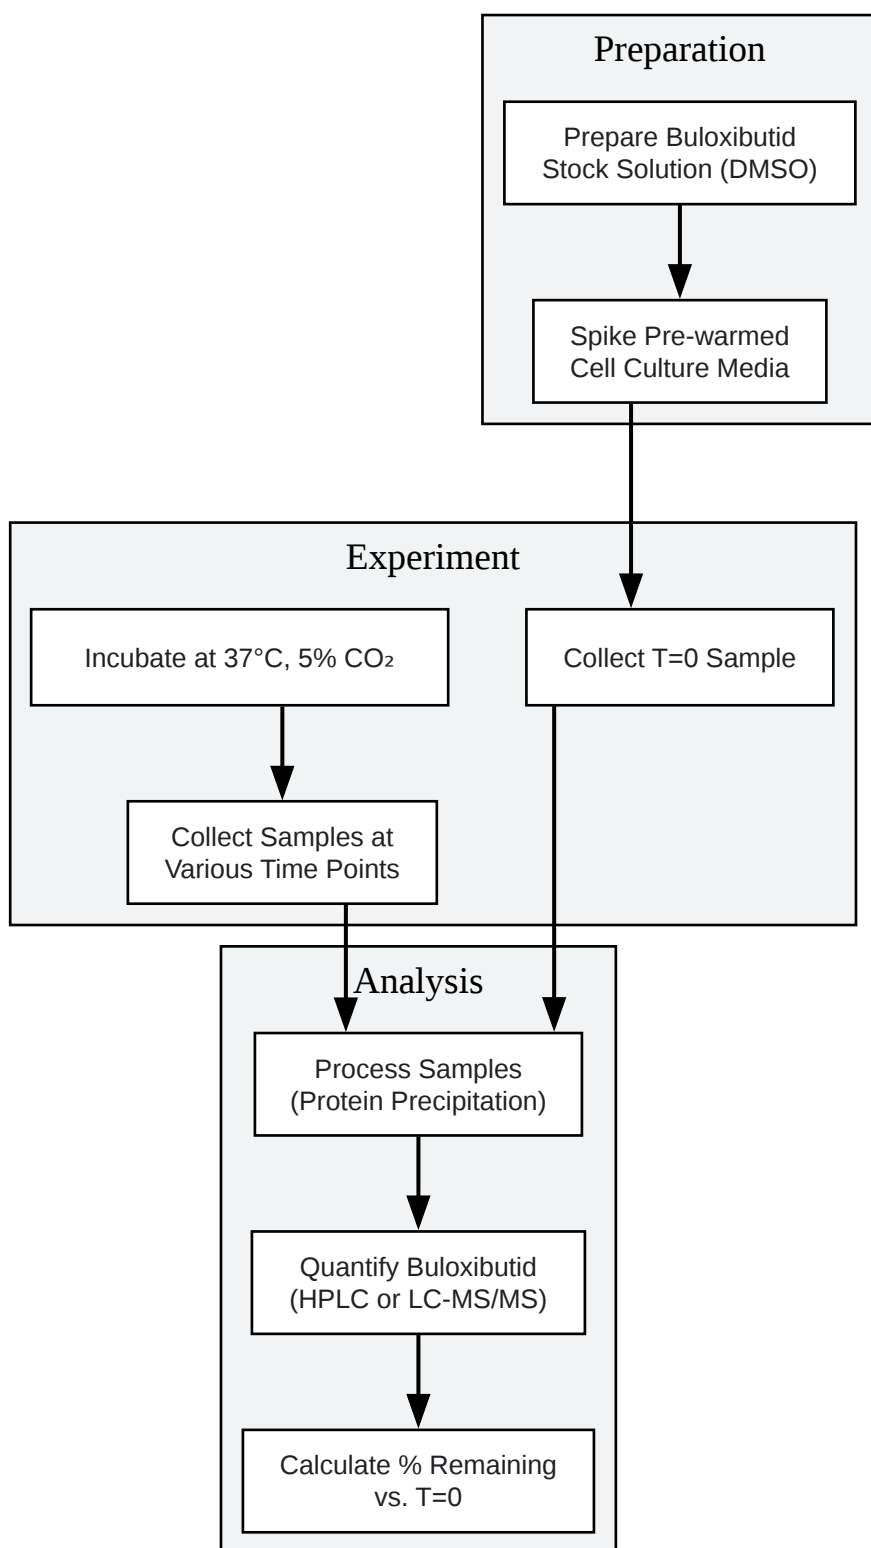 Preparation
Prepare Buloxibutid
Stock Solution (DMSO)
Spike Pre-warmed
Cell Culture Media
Experiment
Incubate at 37°C, 5% CO₂
Collect T=0 Sample
Collect Samples at
Various Time Points
Analysis
Process Samples
(Protein Precipitation)
Quantify Buloxibutid
(HPLC or LC-MS/MS)
Calculate % Remaining
vs. T=0